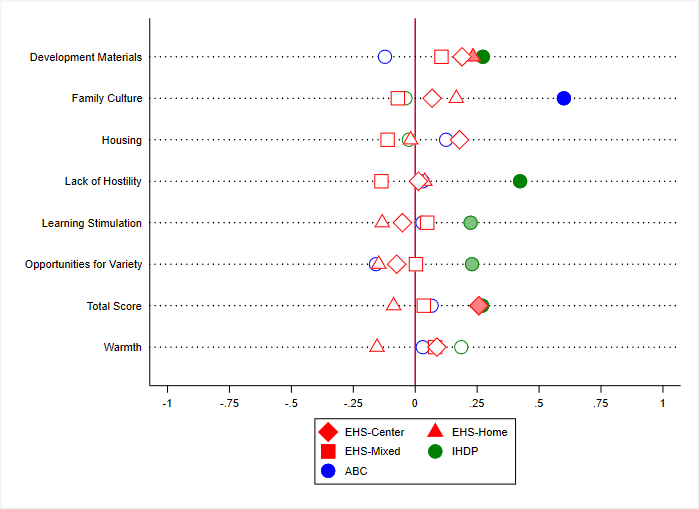 Development Materials
Family Culture
Housing
Lack of Hostility
Learning Stimulation
Opportunities for Variety
Total Score
Warmth
-1 -.75 -.5 -.25 0 .25 .5 .75 1
EHS-Center EHS-Home
EHS-Mixed IHDP
ABC